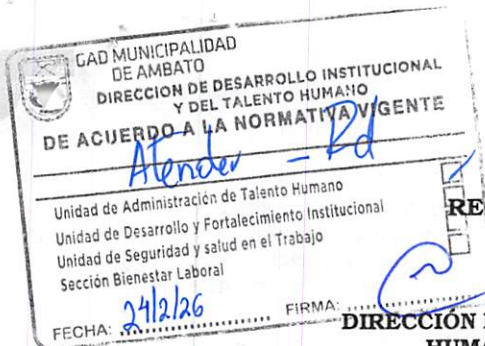 GAD MUNICIPALIDAD
DE AMBATO
DIRECCION DE DESARROLLO INSTITUCIONAL
Y DEL TALENTO HUMANO
DE ACUERDO A LA NORMATIVA VIGENTE
Atender -
Unidad de Administración de Talento Humano
Unidad de Desarrollo y Fortalecimiento Institucional
RE
Unidad de Seguridad y salud en el Trabajo
Sección Bienestar Laboral
FECHA: 24/2/26 FIRMA:
DIRECCIÓN
HUMA